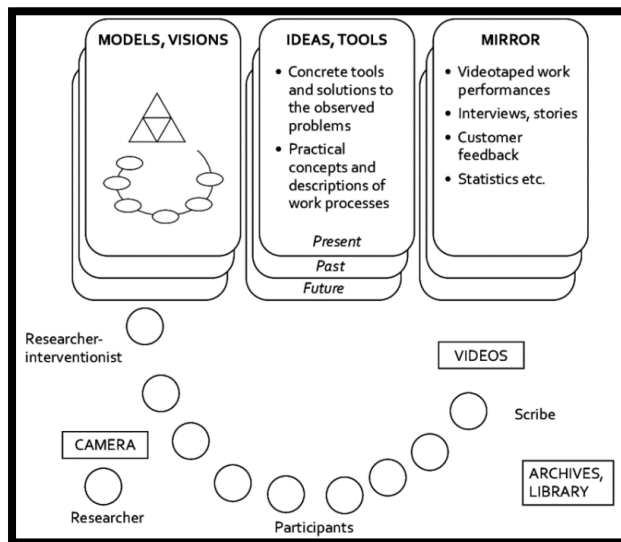 MODELS, VISIONS
IDEAS, TOOLS
• Concrete tools
and solutions to
the observed
problems
• Practical
concepts and
descriptions of
work processes
Present
Past
Future
MIRROR
• Videotaped work
performances
• Interviews, stories
• Customer
feedback
• Statistics etc.
Researcher-
interventionist
VIDEOS
Scribe
CAMERA
ARCHIVES,
LIBRARY
Researcher
Participants